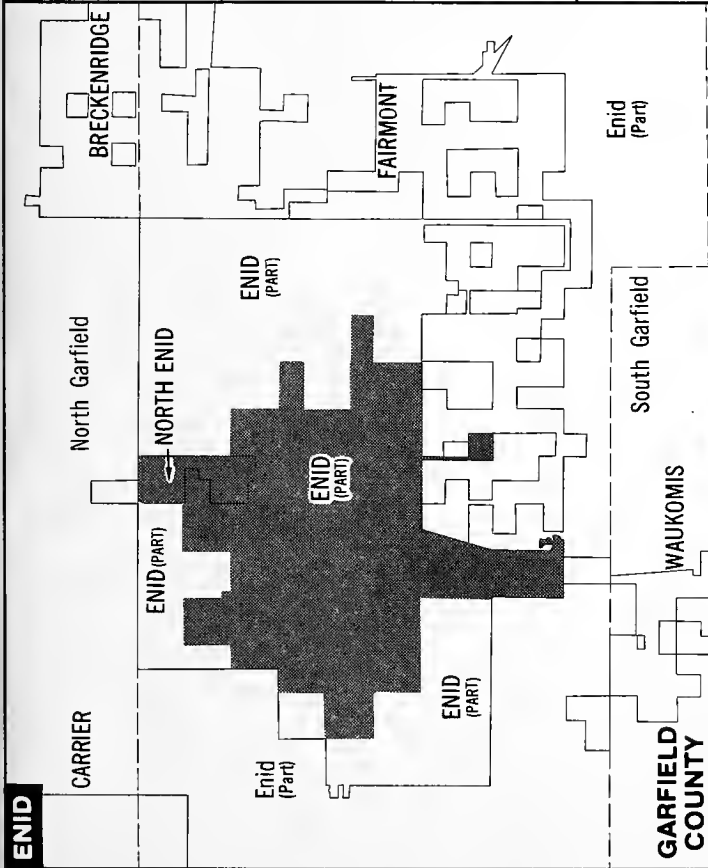 ENID
CARRIER
North Garfield
BRECKENRIDGE
NORTH ENID
ENID (PART)
ENID
(PART)
ENID
(PART)
FAIRMONT
Enid
(Part)
ENID
(PART)
Enid
(Part)
South Garfield
WAUKOMIS
GARFIELD
COUNTY